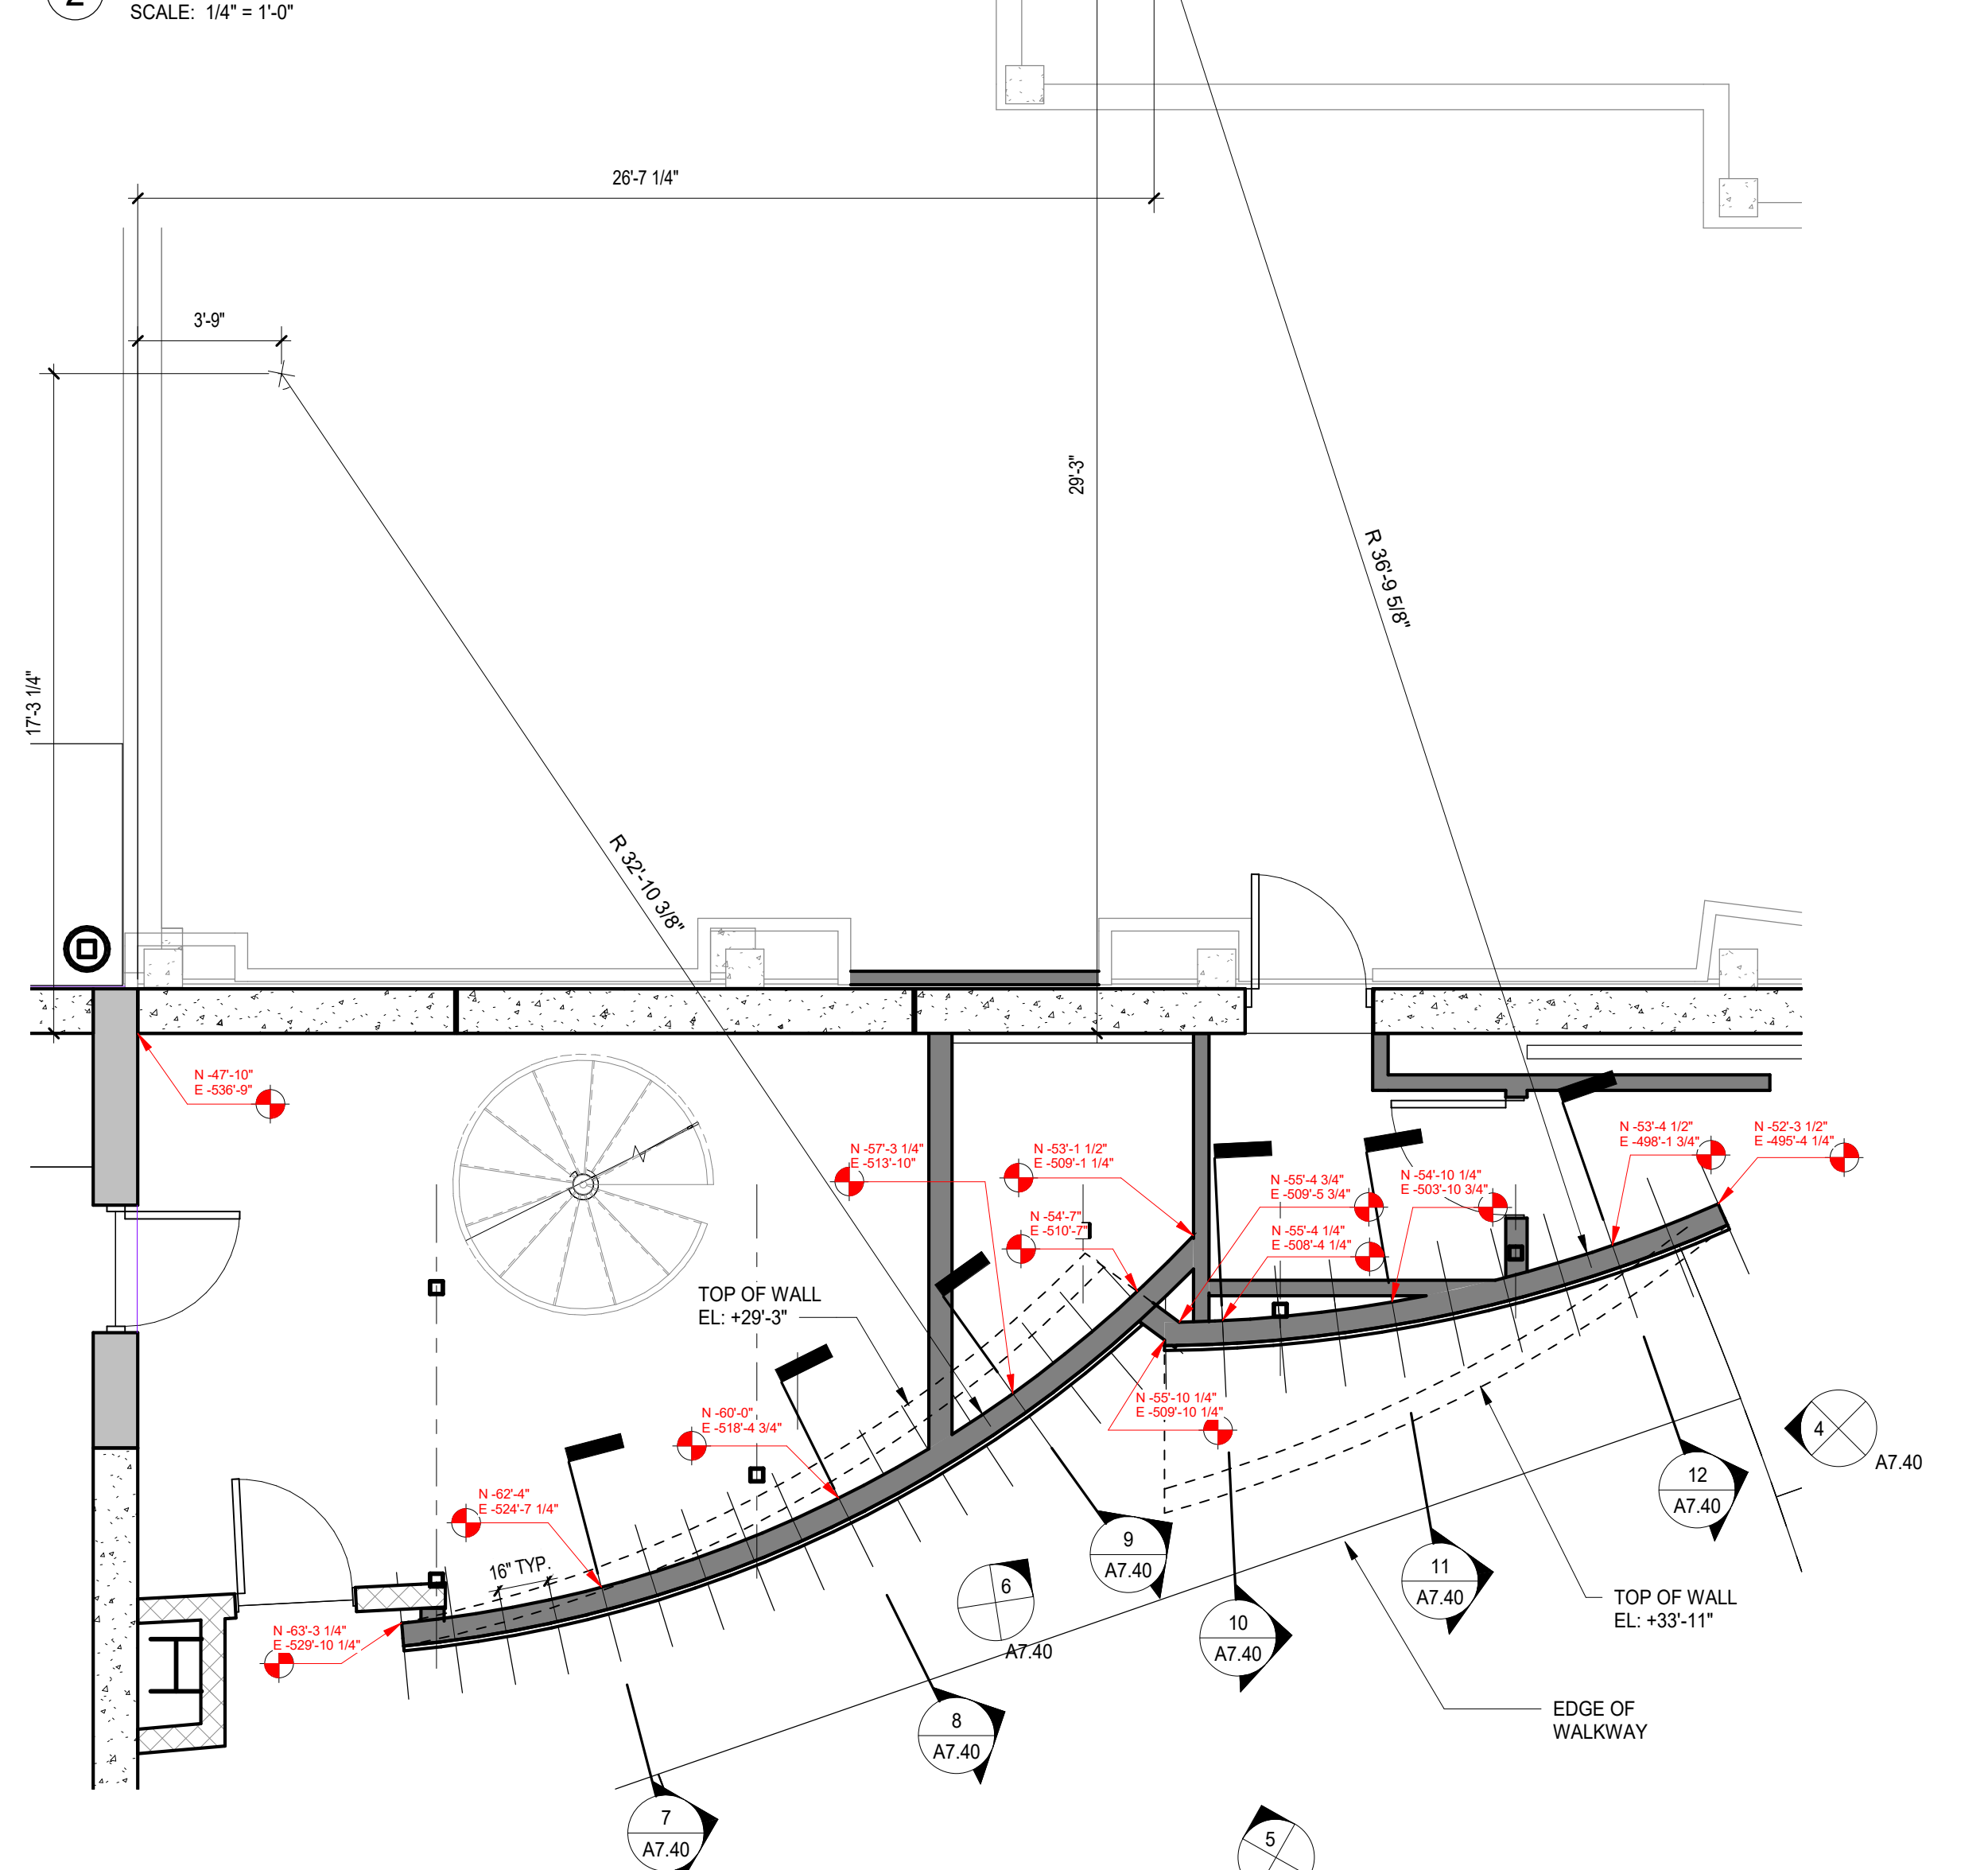 2
SCALE: 1/4" = 1'-0"
26'-7 1/4"
3'-9"
29'-3"
R 36'-9 5/8"
17'-3 1/4"
R 32'-10 3/8"
N -47'-10"
E -536'-9"
N -57'-3 1/4"
E -513'-10"
N -53'-1 1/2"
E -509'-1 1/4"
N -53'-4 1/2"
E -498'-1 3/4"
N -52'-3 1/2"
E -495'-4 1/4"
N -55'-4 3/4"
E -509'-5 3/4"
N -54'-10 1/4"
E -503'-10 3/4"
N -54'-7"
E -510'-7"
N -55'-4 1/4"
E -508'-4 1/4"
TOP OF WALL
EL: +29'-3"
N -55'-10 1/4"
E -509'-10 1/4"
N -60'-0"
E -518'-4 3/4"
4
A7.40
12
A7.40
N -62'-4"
E -524'-7 1/4"
16" TYP.
9
A7.40
11
A7.40
6
A7.40
TOP OF WALL
EL: +33'-11"
10
A7.40
N -63'-3 1/4"
E -529'-10 1/4"
EDGE OF
WALKWAY
8
A7.40
7
A7.40
5